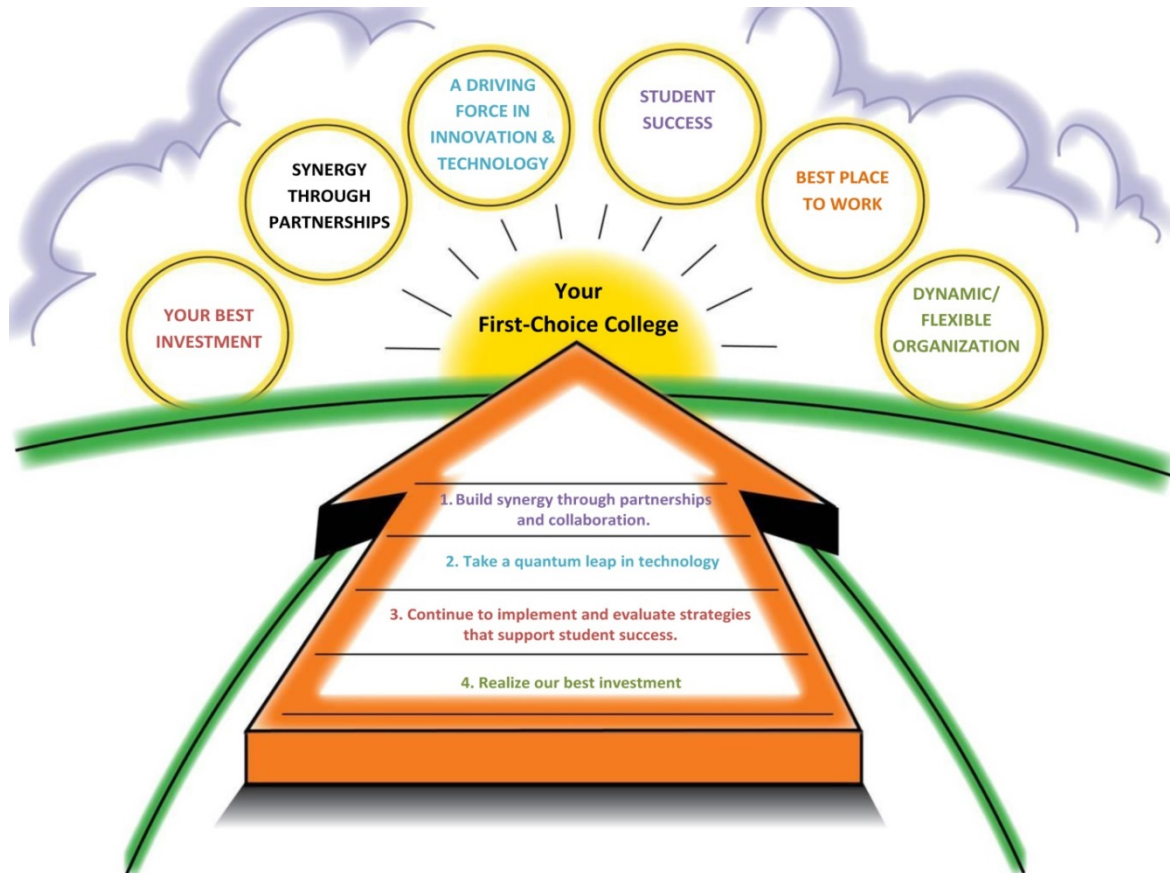 A DRIVING
FORCE IN
INNOVATION &
TECHNOLOGY
STUDENT
SUCCESS
SYNERGY
THROUGH
PARTNERSHIPS
BEST PLACE
TO WORK
YOUR BEST
INVESTMENT
DYNAMIC/
FLEXIBLE
ORGANIZATION
Your
First-Choice College
1. Build synergy through partnerships
and collaboration.
2. Take a quantum leap in technology
3. Continue to implement and evaluate strategies
that support student success.
4. Realize our best investment